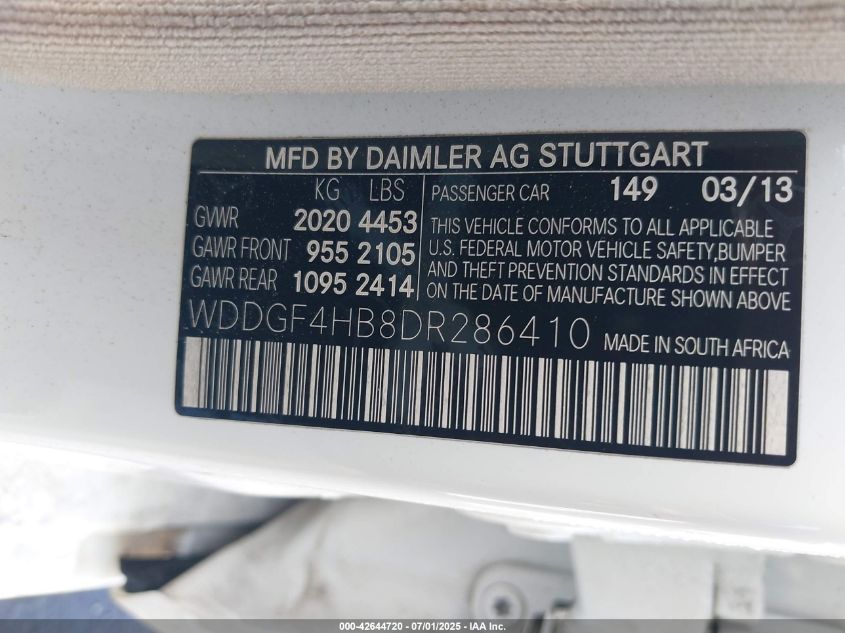 MFD BY DAIMLER AG STUTTGART
KG LBS
GVWR 2020 4453
GAWR FRONT 955 2105
GAWR REAR 1095 2414
PASSENGER CAR 149 03/13
THIS VEHICLE CONFORMS TO ALL APPLICABLE
U.S. FEDERAL MOTOR VEHICLE SAFETY,BUMPER
AND THEFT PREVENTION STANDARDS IN EFFECT
ON THE DATE OF MANUFACTURE SHOWN ABOVE
WDDGF4HB8DR286410 MADE IN SOUTH AFRICA
000-42644720 - 07/01/2025 - IAA Inc.